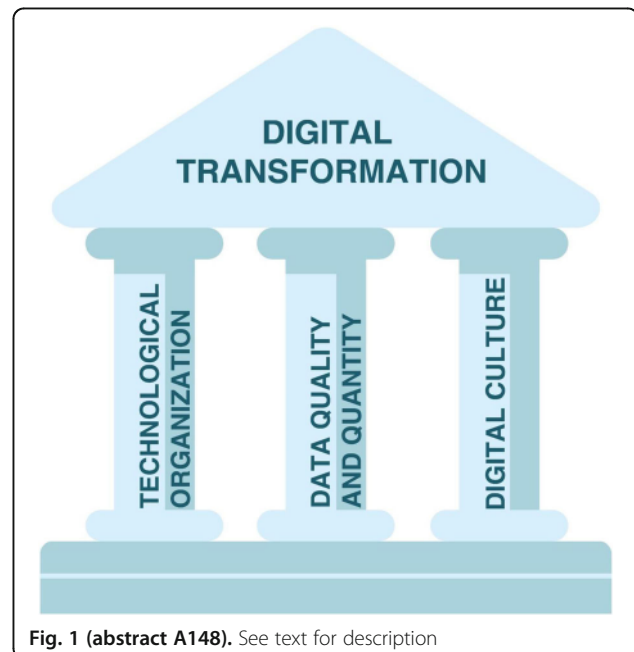 DIGITAL
TRANSFORMATION
TECHNOLOGICAL
ORGANIZATION
DATA QUALITY
AND QUANTITY
DIGITAL CULTURE
Fig. 1 (abstract A148). See text for description